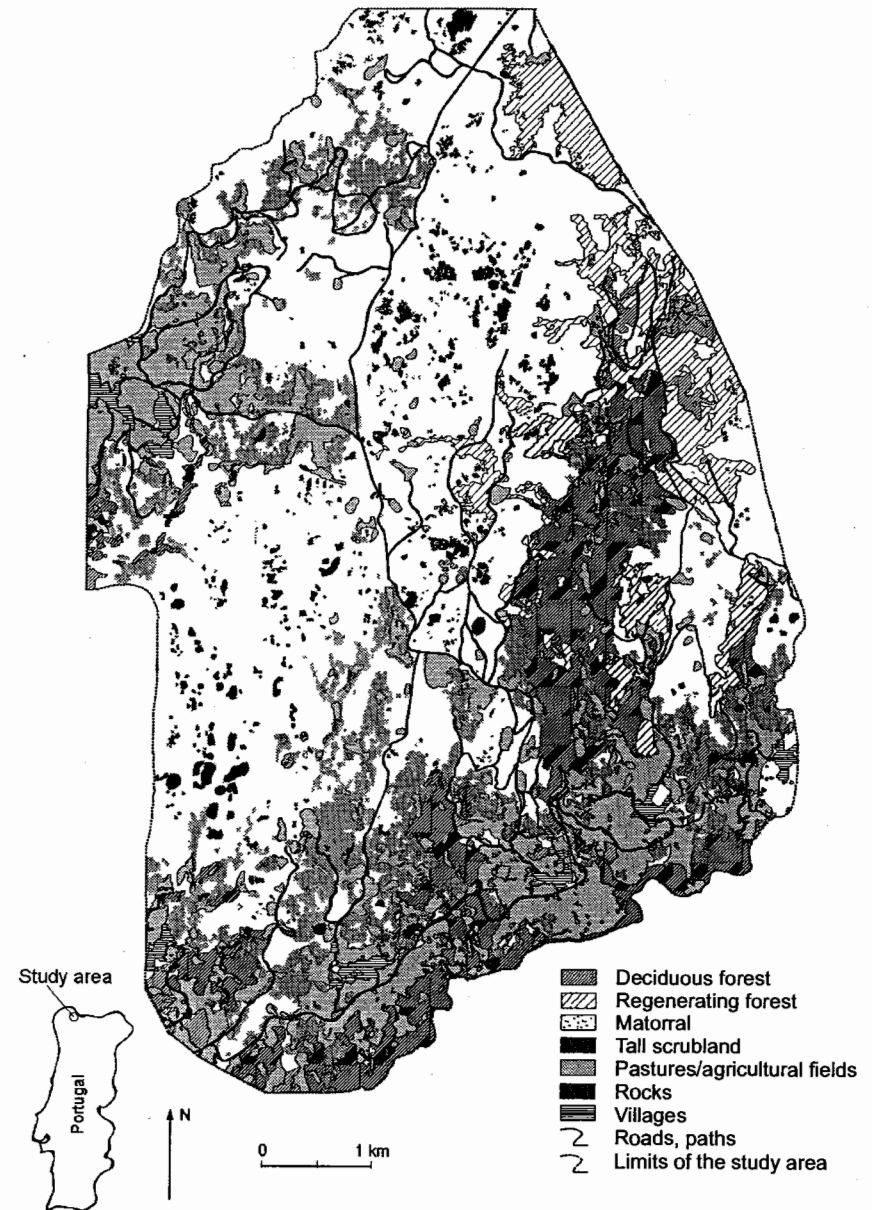 Study area
Portugal
N
0 1 km
Deciduous forest
Regenerating forest
Matorral
Tall scrubland
Pastures/agricultural fields
Rocks
Villages
Roads, paths
Limits of the study area